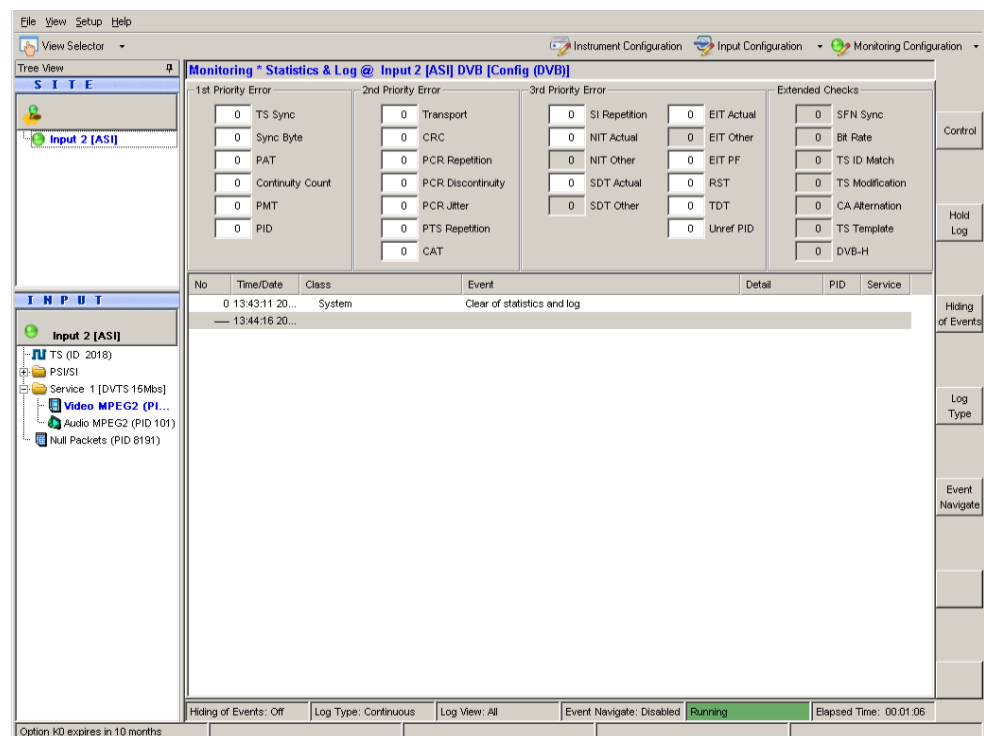 File View Setup Help
View Selector
Instrument Configuration Input Configuration Monitoring Configuration
Tree View
SITE
Input 2 [ASI]
Monitoring * Statistics & Log @ Input 2 [ASI] DVB [Config (DVB)]
1st Priority Error
0 TS Sync
0 Sync Byte
0 PAT
0 Continuity Count
0 PMT
0 PID
2nd Priority Error
0 Transport
0 CRC
0 PCR Repetition
0 PCR Discontinuity
0 PCR Jitter
0 PTS Repetition
0 CAT
3rd Priority Error
0 SI Repetition
0 NIT Actual
0 NIT Other
0 SDT Actual
0 SDT Other
0 EIT Actual
0 EIT Other
0 EIT PF
0 RST
0 TDT
0 Unref PID
Extended Checks
0 SFN Sync
0 Bit Rate
0 TS ID Match
0 TS Modification
0 CA Alternation
0 TS Template
0 DVB-H
Control
Hold
Log
Hiding
of Events
Log
Type
Event
Navigate
INPUT
Input 2 [ASI]
TS (ID 2018)
PSI/SI
Service 1 [DVTS 15Mbs]
Video MPEG2 (PI...
Audio MPEG2 (PID 101)
Null Packets (PID 8191)
No Time/Date Class Event Detail PID Service
0 13:43:11 20... System Clear of statistics and log
---- 13:44:16 20...
Hiding of Events: Off Log Type: Continuous Log View: All Event Navigate: Disabled Running Elapsed Time: 00:01:06
Option K0 expires in 10 months